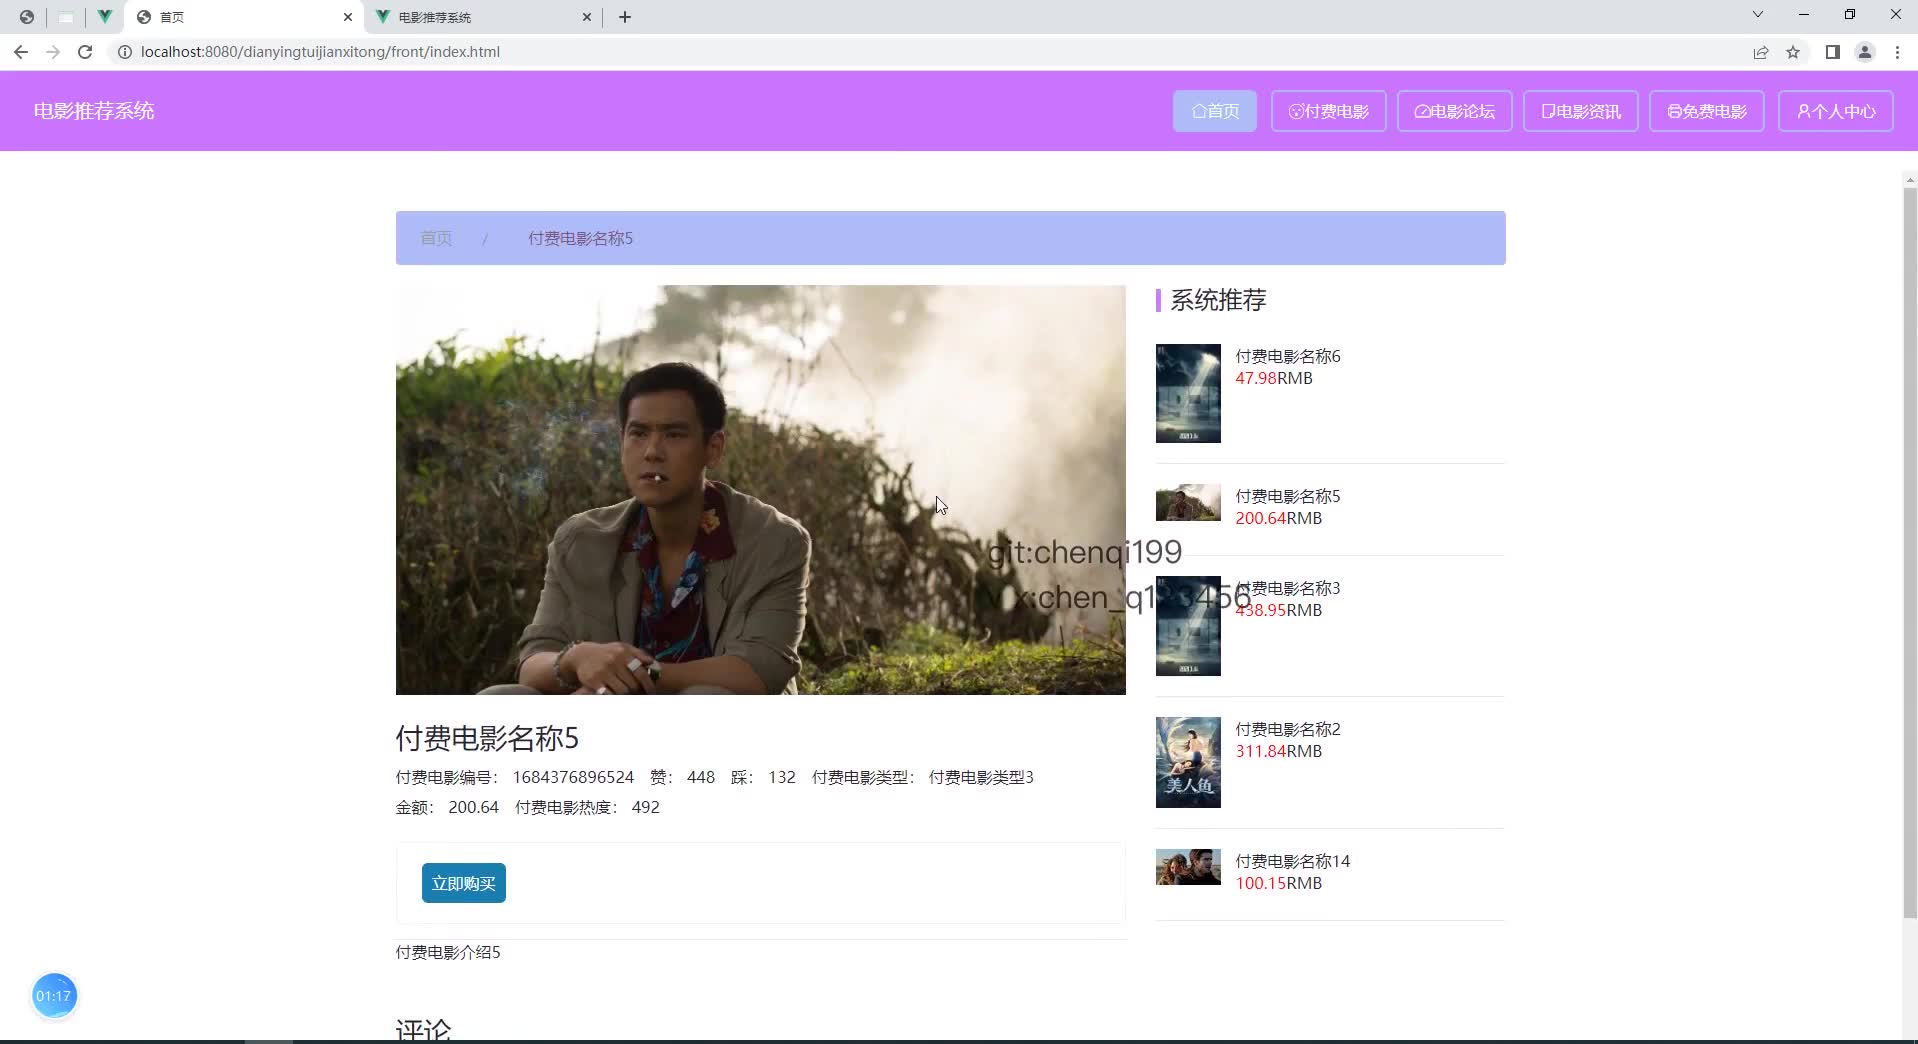 首页
电影推荐系统
localhost:8080/dianyingtuijianxitong/front/index.html
电影推荐系统
首页
付费电影
电影论坛
电影资讯
免费电影
个人中心
首页 / 付费电影名称5
系统推荐
付费电影名称6
47.98RMB
付费电影名称5
200.64RMB
git:chenqi199
付费电影名称3
438.95RMB
付费电影名称2
311.84RMB
美人鱼
付费电影名称14
100.15RMB
付费电影名称5
付费电影编号: 1684376896524 赞: 448 踩: 132 付费电影类型: 付费电影类型3
金额: 200.64 付费电影热度: 492
立即购买
付费电影介绍5
01:17
评论